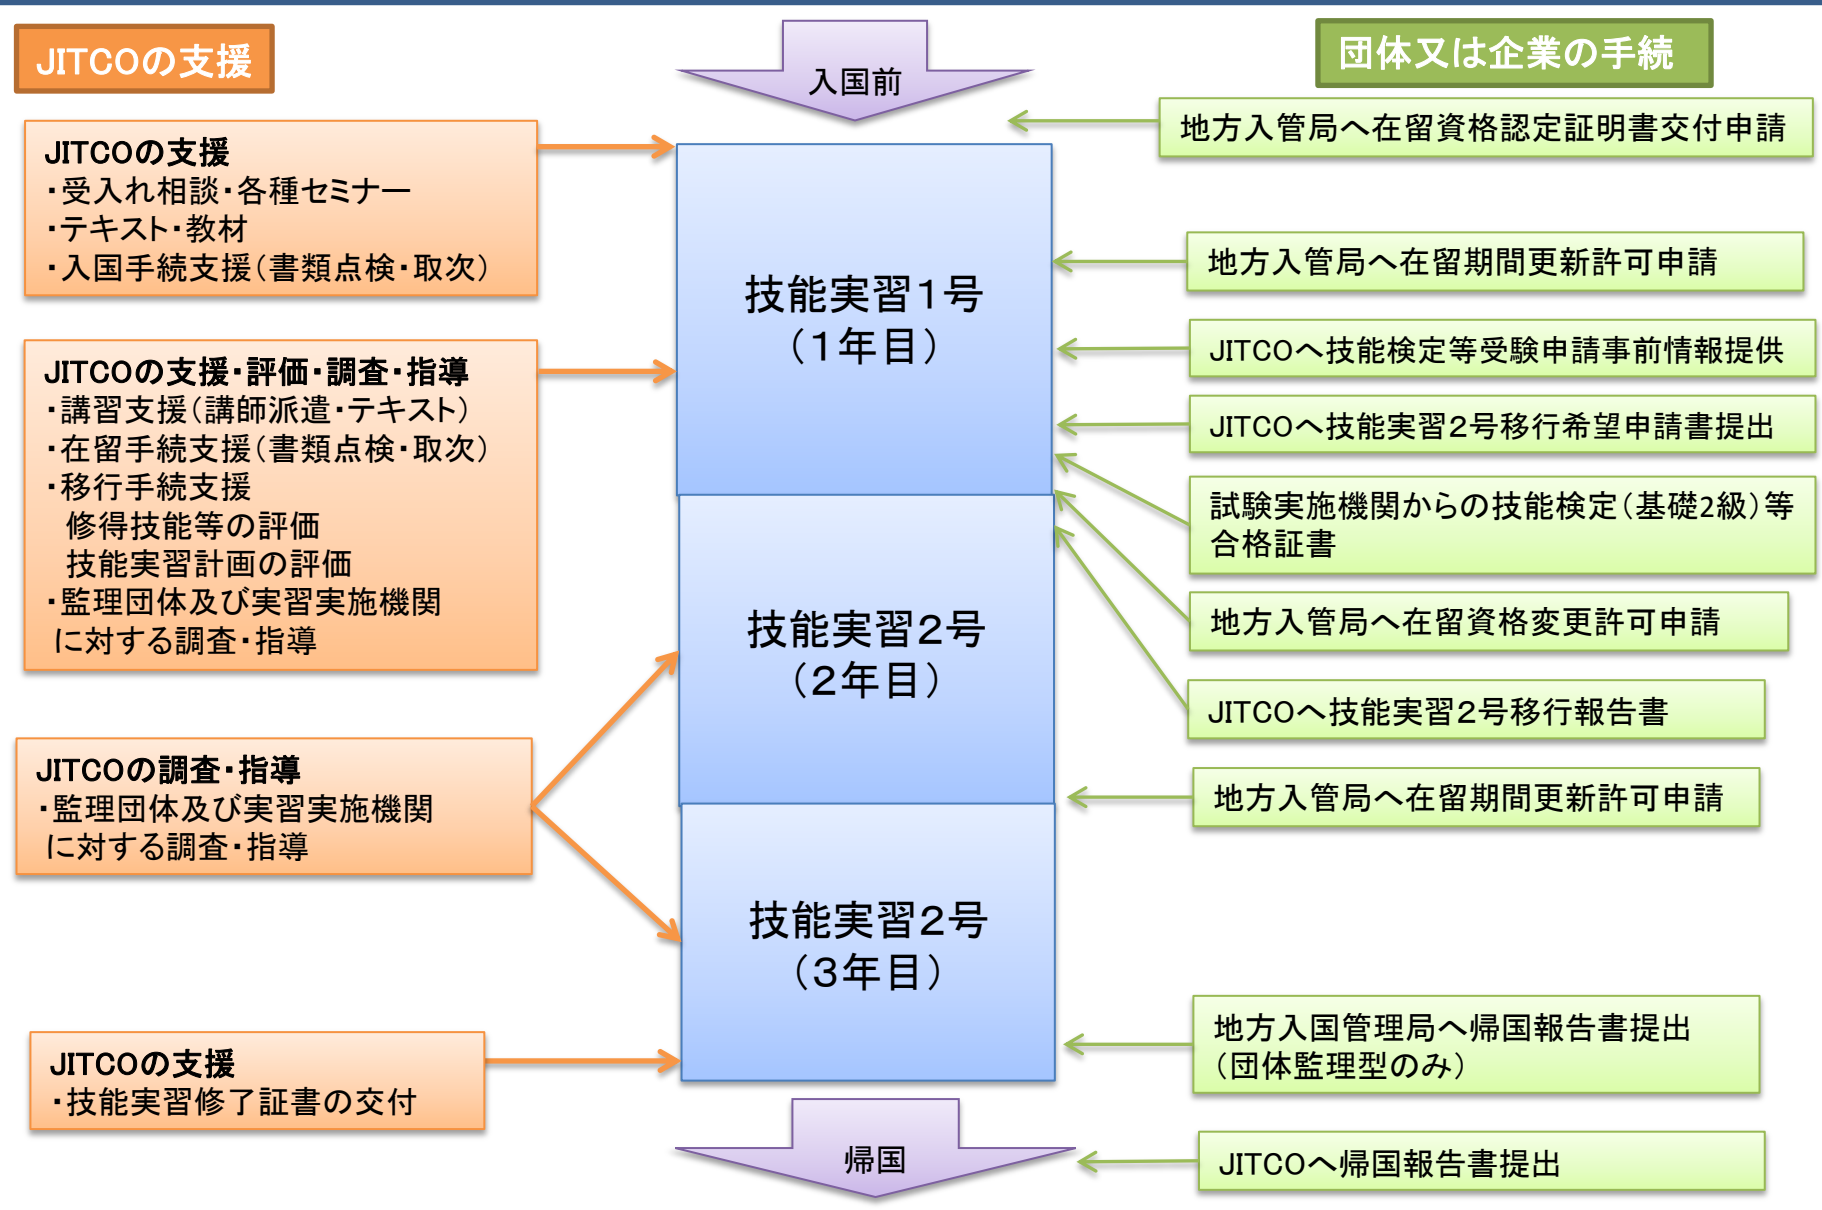 JITCOの支援
入国前
団体又は企業の手続
JITCOの支援
・受入れ相談・各種セミナー
・テキスト・教材
・入国手続支援（書類点検・取次）
JITCOの支援・評価・調査・指導
・講習支援（講師派遣・テキスト）
・在留手続支援（書類点検・取次）
・移行手続支援
修得技能等の評価
技能実習計画の評価
・監理団体及び実習実施機関
に対する調査・指導
JITCOの調査・指導
・監理団体及び実習実施機関
に対する調査・指導
JITCOの支援
・技能実習修了証書の交付
技能実習１号
（１年目）
技能実習２号
（２年目）
技能実習２号
（３年目）
帰国
地方入管局へ在留資格認定証明書交付申請
地方入管局へ在留期間更新許可申請
JITCOへ技能検定等受験申請事前情報提供
JITCOへ技能実習２号移行希望申請書提出
試験実施機関からの技能検定（基礎2級）等
合格証書
地方入管局へ在留資格変更許可申請
JITCOへ技能実習２号移行報告書
地方入管局へ在留期間更新許可申請
地方入国管理局へ帰国報告書提出
（団体監理型のみ）
JITCOへ帰国報告書提出